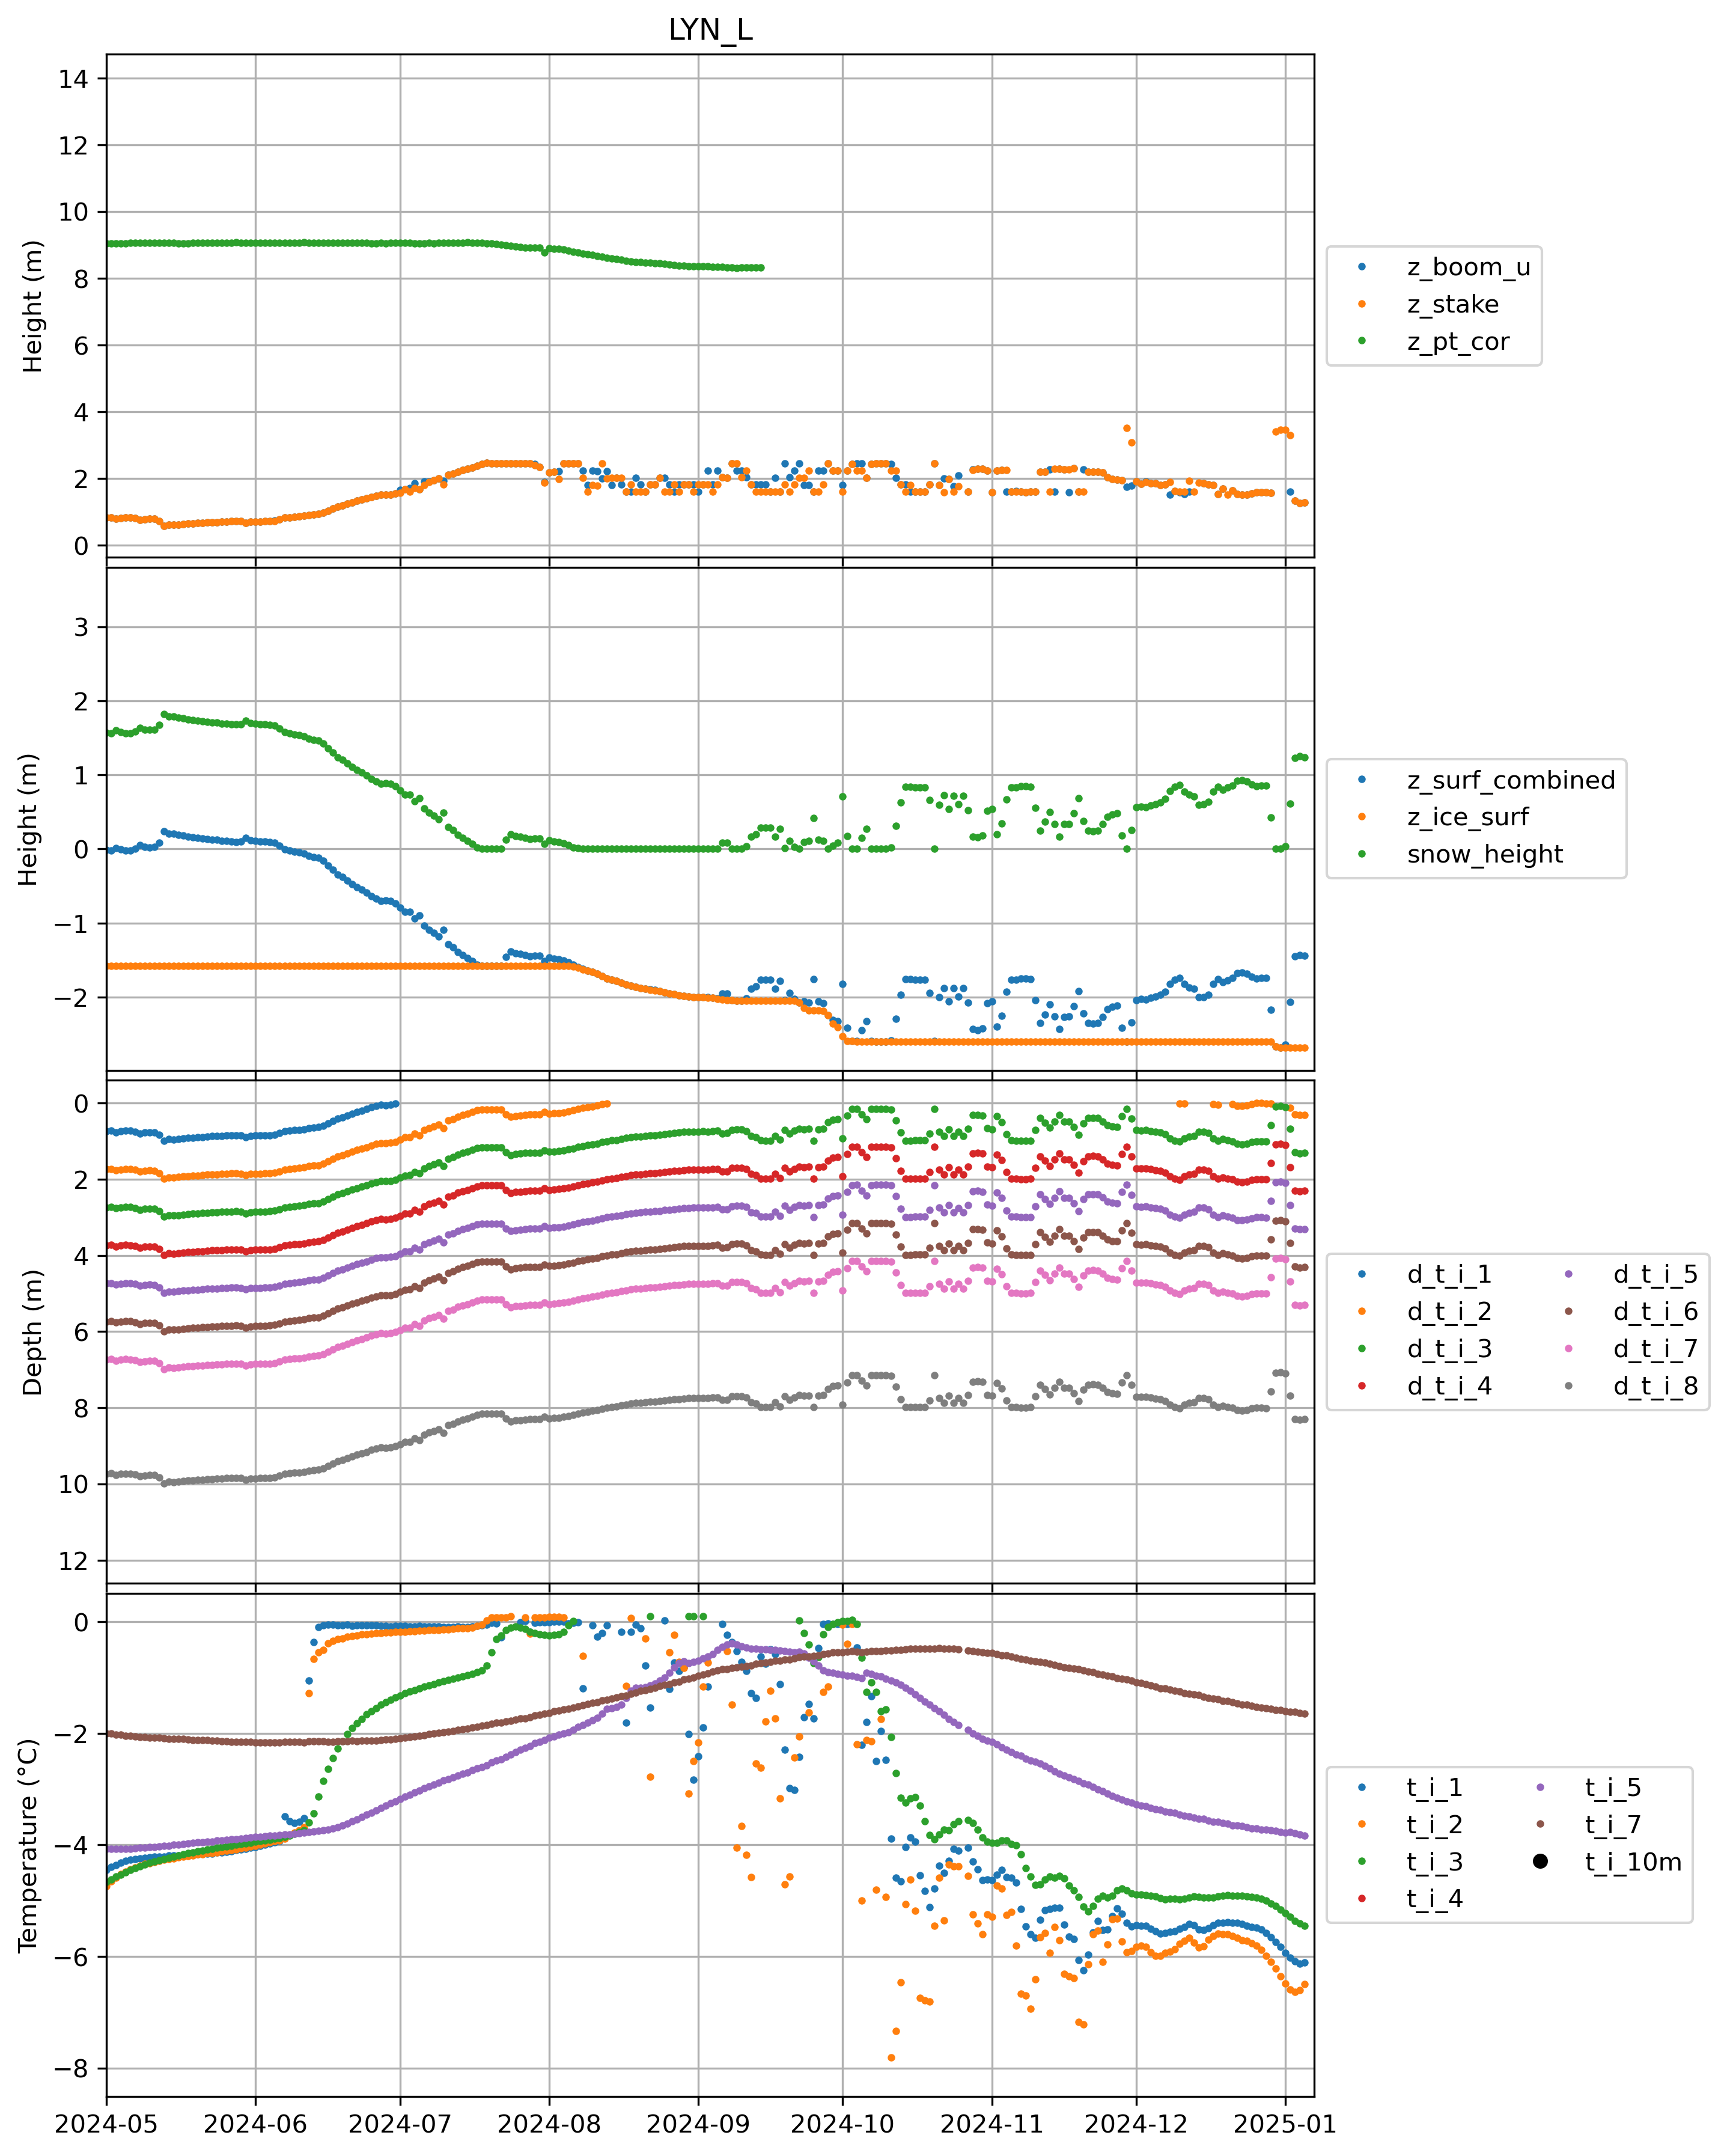 LYN_L
14
12
10
8
6
4
2
0
Height (m)
z_boom_u
z_stake
z_pt_cor
3
2
1
0
−1
−2
Height (m)
z_surf_combined
z_ice_surf
snow_height
0
2
4
6
8
10
12
Depth (m)
d_t_i_1 d_t_i_5
d_t_i_2 d_t_i_6
d_t_i_3 d_t_i_7
d_t_i_4 d_t_i_8
0
−2
−4
−6
−8
Temperature (°C)
t_i_1 t_i_5
t_i_2 t_i_7
t_i_3 t_i_10m
t_i_4
2024-05 2024-06 2024-07 2024-08 2024-09 2024-10 2024-11 2024-12 2025-01